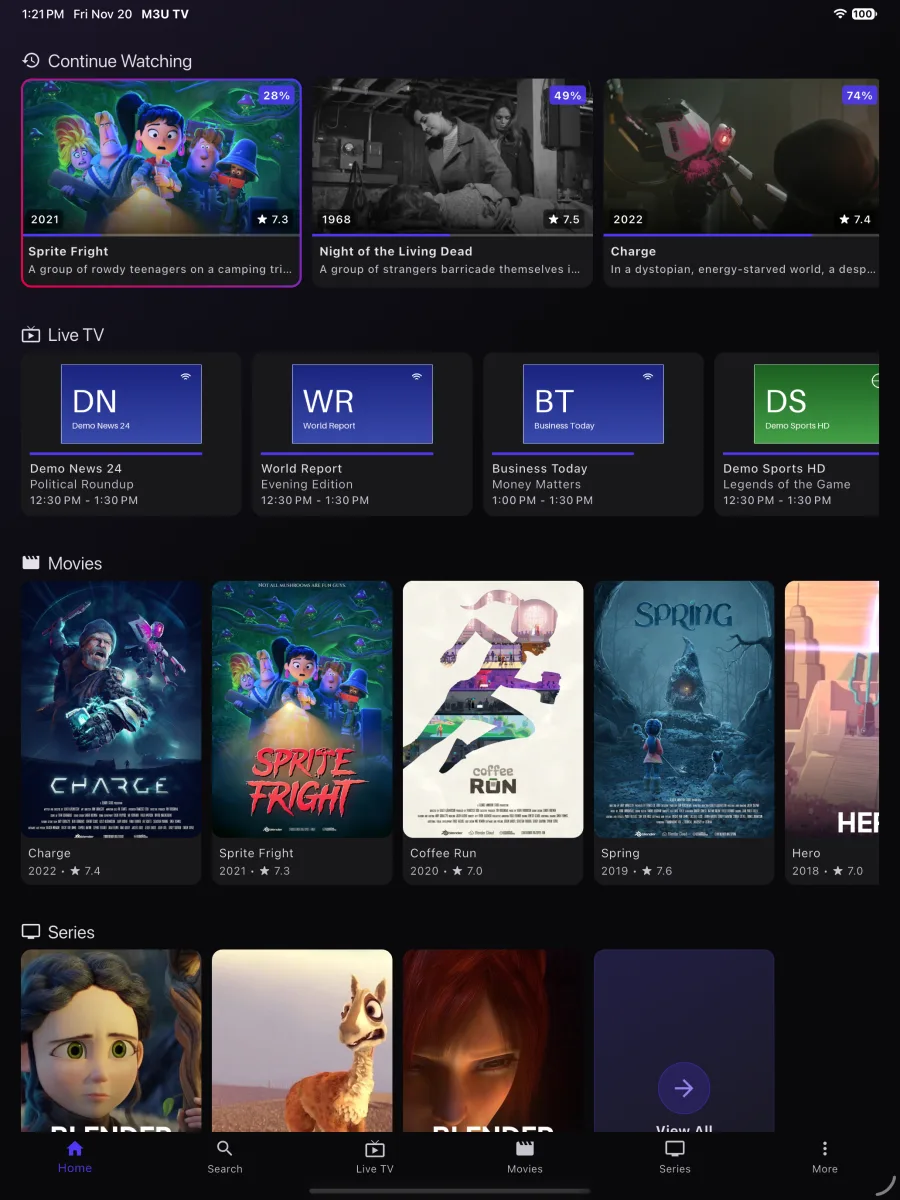 1:21 PM Fri Nov 20 M3U TV
100
Continue Watching
28%
49%
74%
2021
7.3
1968
7.5
2022
7.4
Sprite Fright
A group of rowdy teenagers on a camping tri...
Night of the Living Dead
A group of strangers barricade themselves i...
Charge
In a dystopian, energy-starved world, a desp...
Live TV
DN
Demo News 24
WR
World Report
BT
Business Today
DS
Demo Sports HD
Demo News 24
Political Roundup
12:30 PM - 1:30 PM
World Report
Evening Edition
12:30 PM - 1:30 PM
Business Today
Money Matters
1:00 PM - 1:30 PM
Demo Sports HD
Legends of the Game
12:30 PM - 1:30 PM
Movies
CHARGE
NOT ALL MUSHROOMS ARE FUN GUYS
SPRITE
FRIGHT
coffee
RUN
SPRING
HER
Charge
2022 • ★ 7.4
Sprite Fright
2021 • ★ 7.3
Coffee Run
2020 • ★ 7.0
Spring
2019 • ★ 7.6
Hero
2018 • ★ 7.0
Series
BLENDER
BLENDER
View All
Home
Search
Live TV
Movies
Series
More